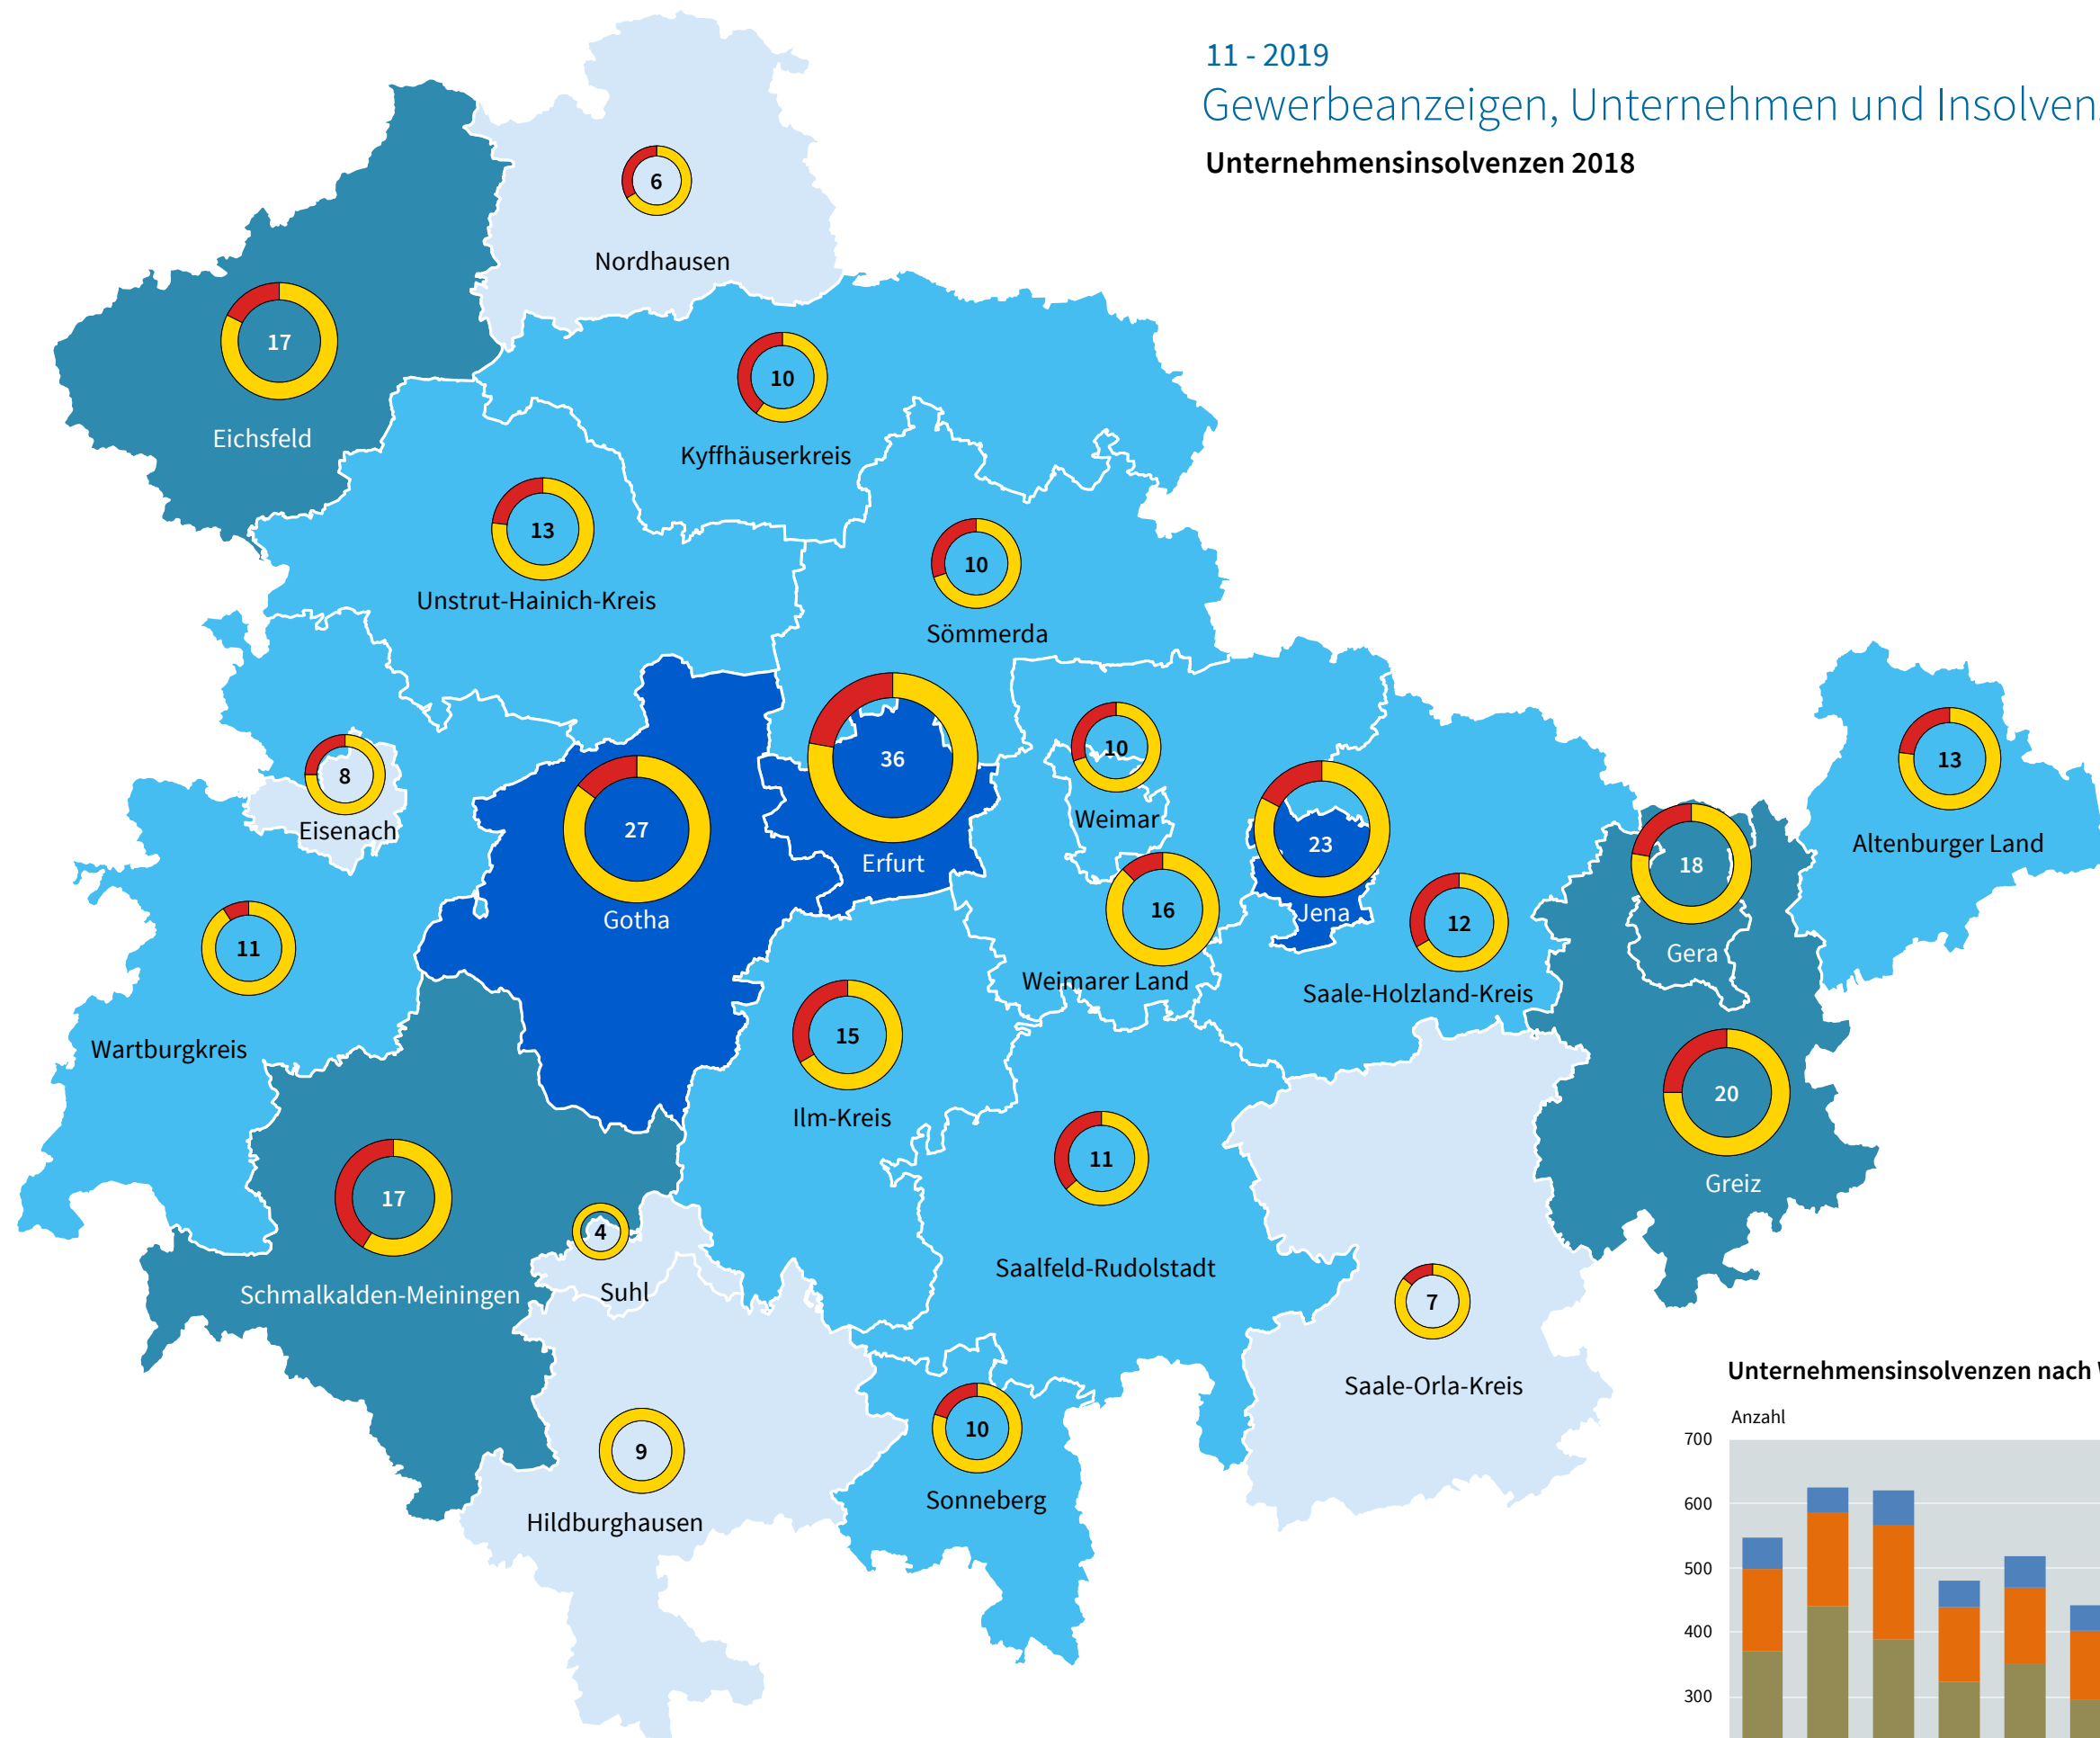 11 - 2019
Gewerbeanzeigen, Unternehmen und
Unternehmensinsolvenzen 2018
6
Nordhausen
17
Eichsfeld
10
Kyffhäuserkreis
13
Unstrut-Hainich-Kreis
10
Sömmerda
36
Erfurt
10
Weimar
8
Eisenach
27
Gotha
23
Jena
18
Gera
13
Altenburger Land
16
Weimarer Land
12
Saale-Holzland-Kreis
11
Wartburgkreis
15
Ilm-Kreis
20
Greiz
11
Saalfeld-Rudolstadt
17
Schmalkalden-Meiningen
4
Suhl
7
Saale-Orla-Kreis
9
Hildburghausen
10
Sonneberg
Unternehmensinsolvenzen nach
Anzahl
700
600
500
400
300